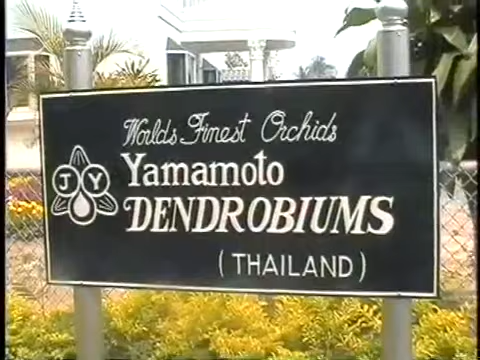 Worlds Finest Orchids
Yamamoto
JY
DENDROBIUMS
(THAILAND)